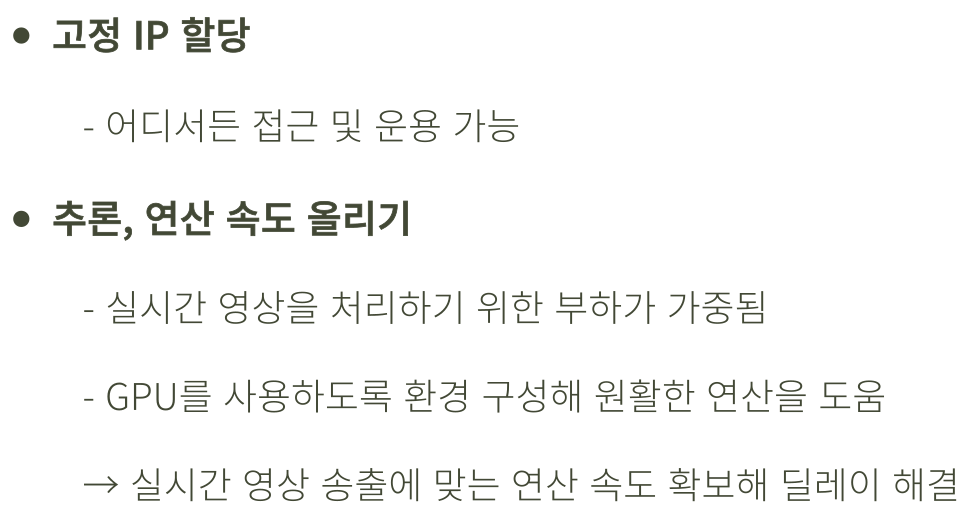 • 고정 IP 할당
- 어디서든 접근 및 운용 가능
• 추론, 연산 속도 올리기
- 실시간 영상을 처리하기 위한 부하가 가중됨
- GPU를 사용하도록 환경 구성해 원활한 연산을 도움
→ 실시간 영상 송출에 맞는 연산 속도 확보해 딜레이 해결